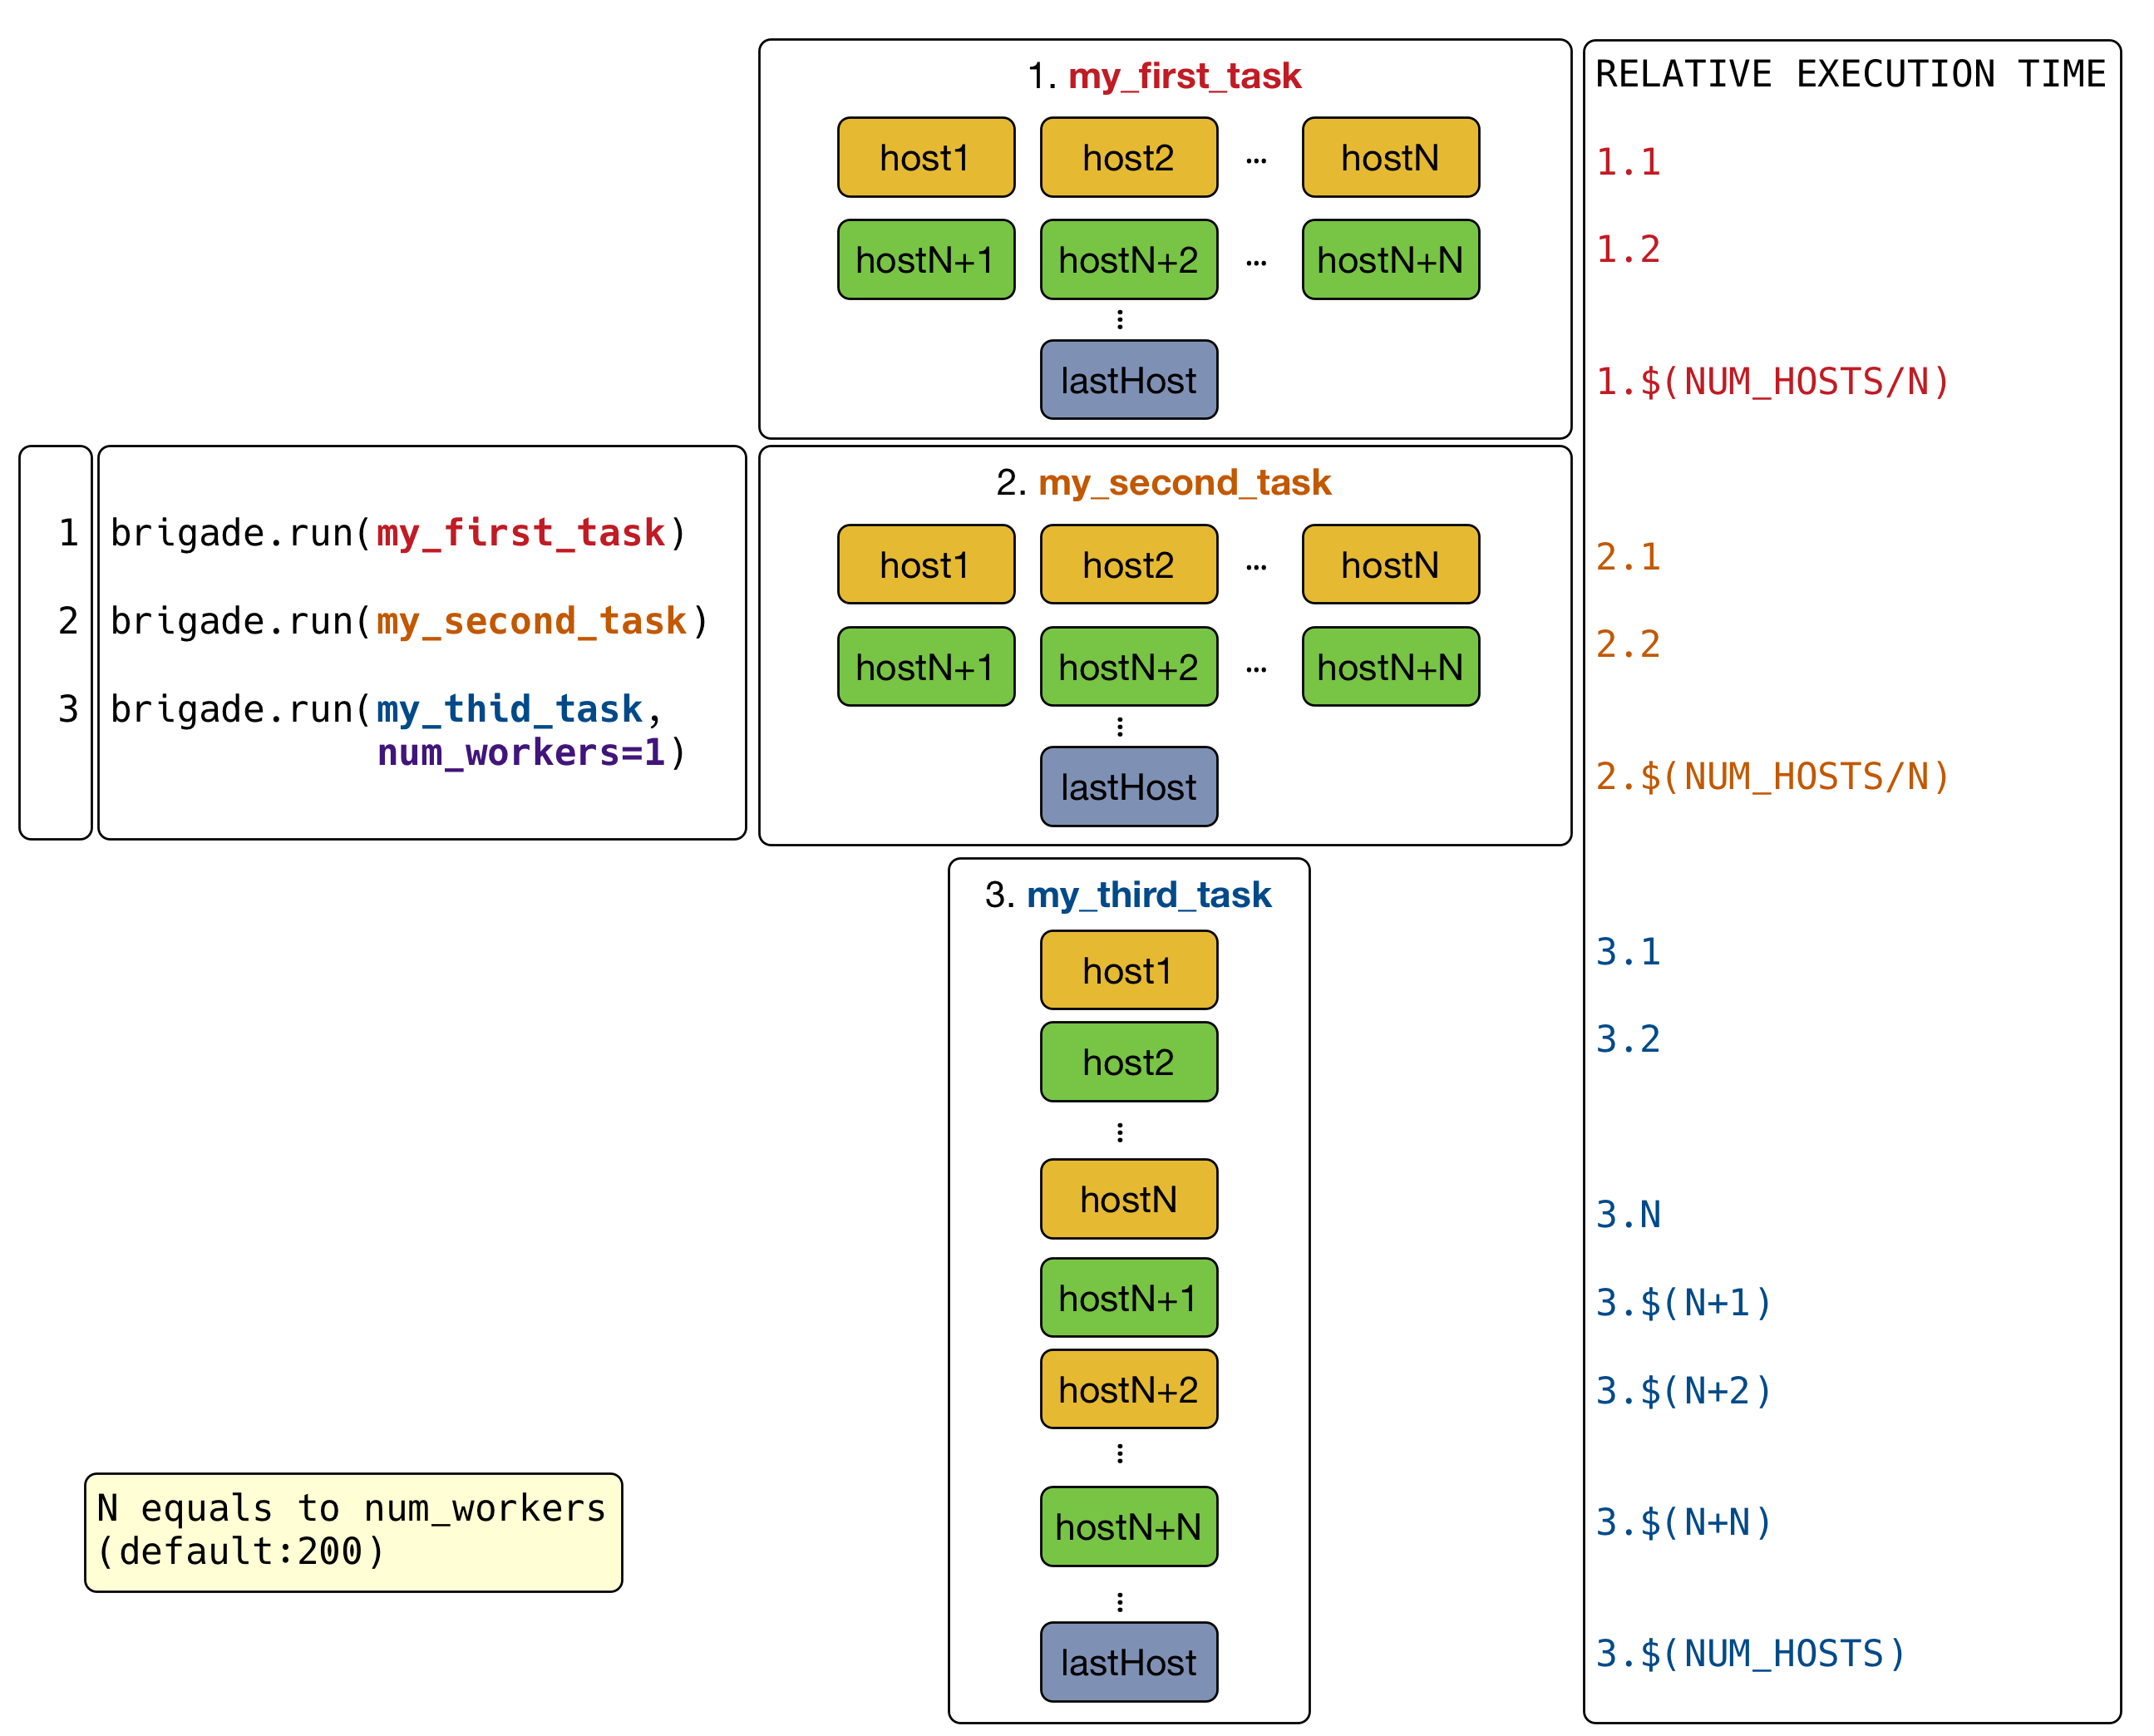 1. my_first_task
host1 host2 ... hostN
hostN+1 hostN+2 ... hostN+N
...
lastHost
1 brigade.run(my_first_task)
2 brigade.run(my_second_task)
3 brigade.run(my_thid_task,
num_workers=1)
2. my_second_task
host1 host2 ... hostN
hostN+1 hostN+2 ... hostN+N
...
lastHost
3. my_third_task
host1
host2
...
hostN
hostN+1
hostN+2
...
hostN+N
...
lastHost
RELATIVE EXECUTION TIME
1.1
1.2
1.$(NUM_HOSTS/N)
2.1
2.2
2.$(NUM_HOSTS/N)
3.1
3.2
3.N
3.$(N+1)
3.$(N+2)
3.$(N+N)
3.$(NUM_HOSTS)
N equals to num_workers
(default:200)